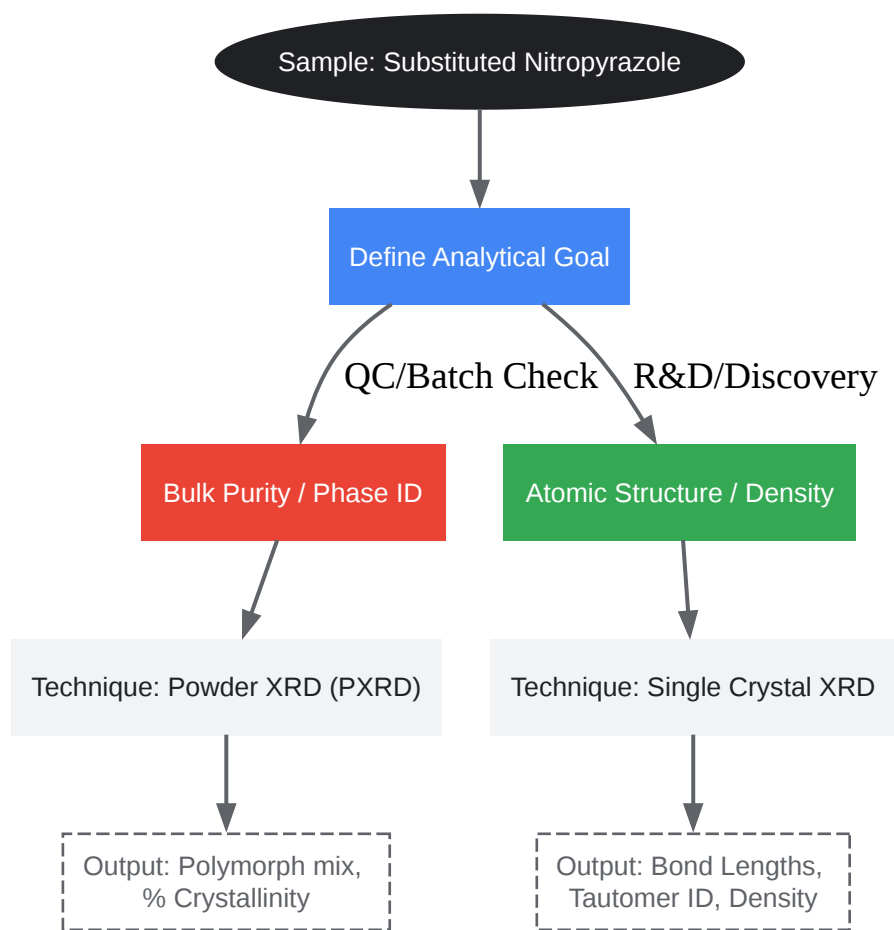 Sample: Substituted Nitropyrazole
Define Analytical Goal
QC/Batch Check
R&D/Discovery
Bulk Purity / Phase ID
Atomic Structure / Density
Technique: Powder XRD (PXRD)
Technique: Single Crystal XRD
Output: Polymorph mix,
% Crystallinity
Output: Bond Lengths,
Tautomer ID, Density